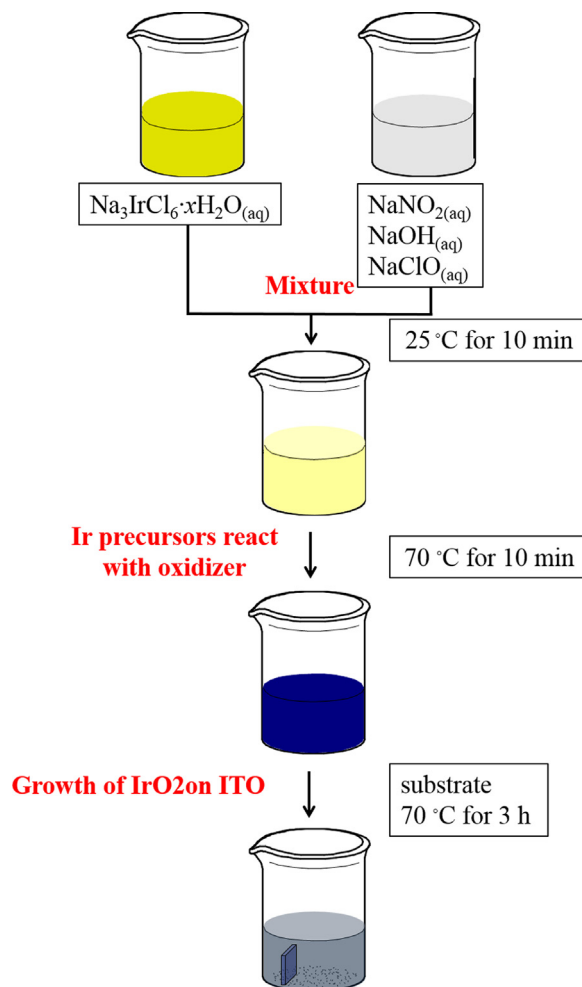 Na₃IrCl₆·xH₂O₍aq₎
NaNO₂₍aq₎
NaOH₍aq₎
NaClO₍aq₎
Mixture
25 °C for 10 min
Ir precursors react
with oxidizer
70 °C for 10 min
Growth of IrO2on ITO
substrate
70 °C for 3 h